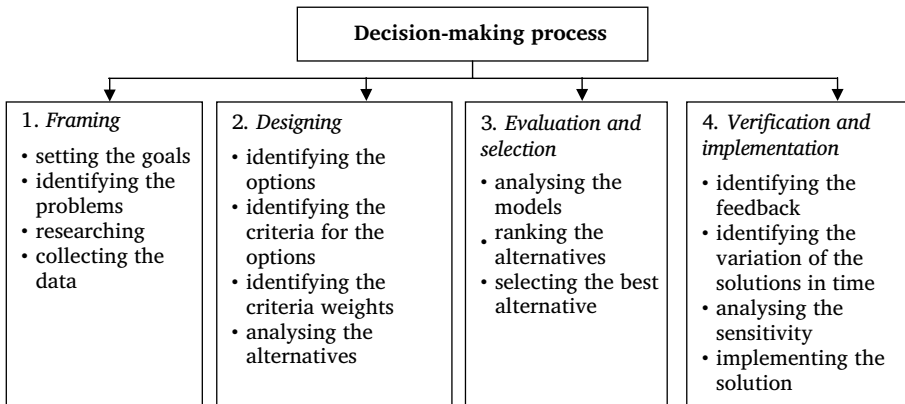 Decision-making process
1. Framing
• setting the goals
• identifying the
problems
• researching
• collecting the
data
2. Designing
• identifying the
options
• identifying the
criteria for the
options
• identifying the
criteria weights
• analysing the
alternatives
3. Evaluation and
selection
• analysing the
models
• ranking the
alternatives
• selecting the best
alternative
4. Verification and
implementation
• identifying the
feedback
• identifying the
variation of the
solutions in time
• analysing the
sensitivity
• implementing the
solution